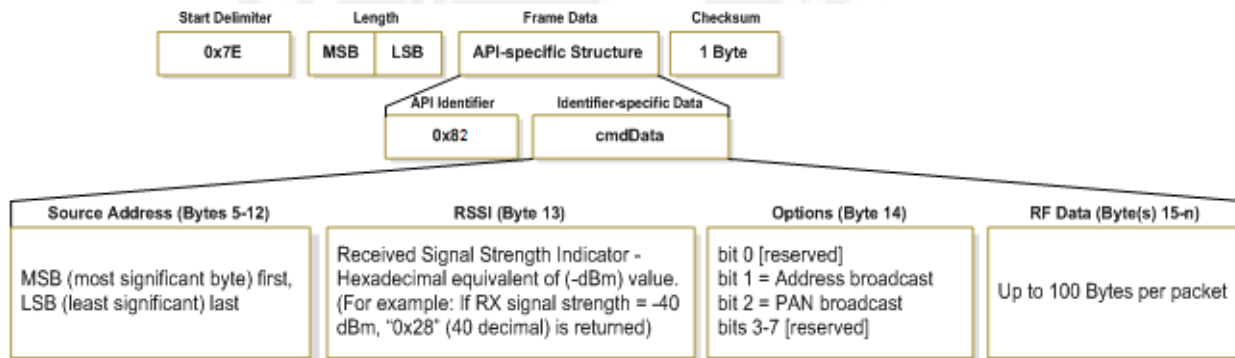 Start Delimiter Length Frame Data Checksum
0x7E MSB LSB API-specific Structure 1 Byte
API Identifier Identifier-specific Data
0x82 cmdData
Source Address (Bytes 5-12) RSSI (Byte 13) Options (Byte 14) RF Data (Byte(s) 15-n)
MSB (most significant byte) first,
LSB (least significant) last
Received Signal Strength Indicator -
Hexadecimal equivalent of (-dBm) value.
(For example: If RX signal strength = -40
dBm, “0x28” (40 decimal) is returned)
bit 0 [reserved]
bit 1 = Address broadcast
bit 2 = PAN broadcast
bits 3-7 [reserved]
Up to 100 Bytes per packet